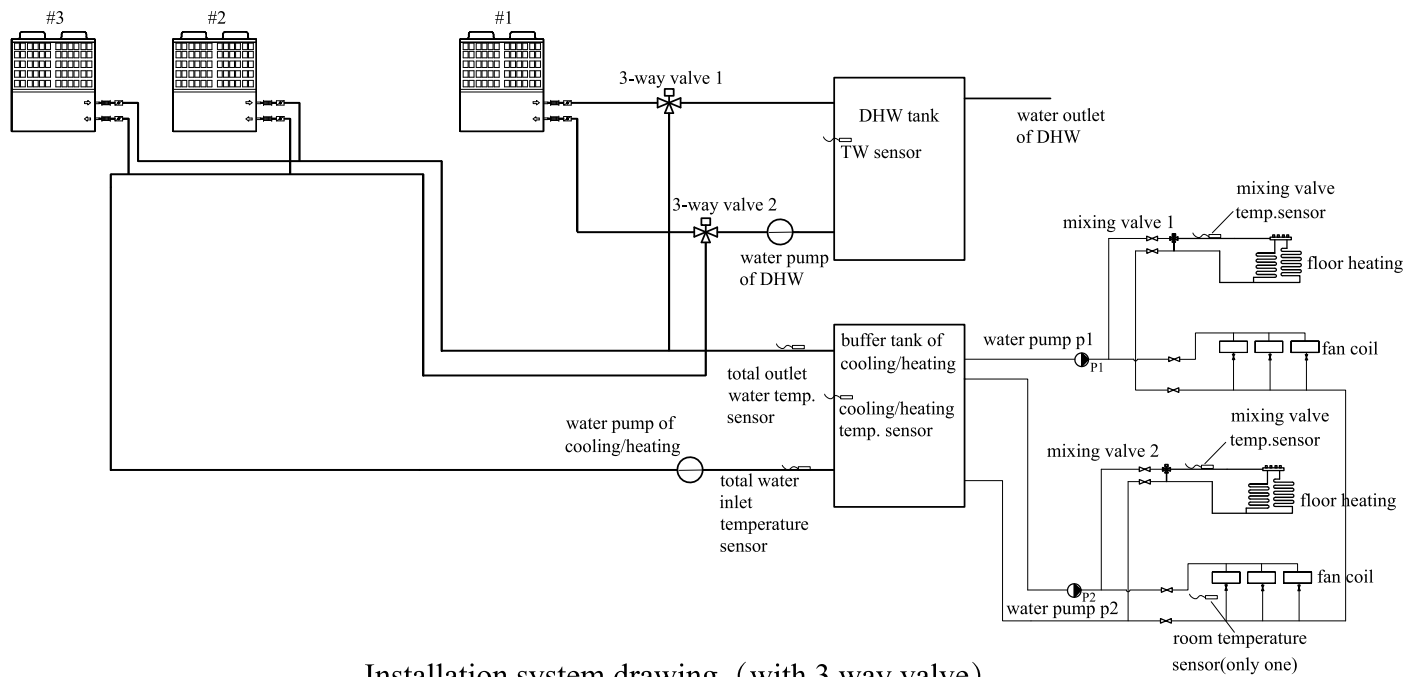 #3
#2
#1
3-way valve 1
DHW tank
TW sensor
water outlet
of DHW
3-way valve 2
water pump
of DHW
mixing valve
temp.sensor
mixing valve 1
floor heating
buffer tank of
cooling/heating
cooling/heating
temp. sensor
water pump p1
P1
fan coil
total outlet
water temp.
sensor
water pump of
cooling/heating
total water
inlet
temperature
sensor
mixing valve
temp.sensor
mixing valve 2
floor heating
P2
water pump p2
fan coil
room temperature
sensor(only one)
Installation system drawing（with 3 way valve）